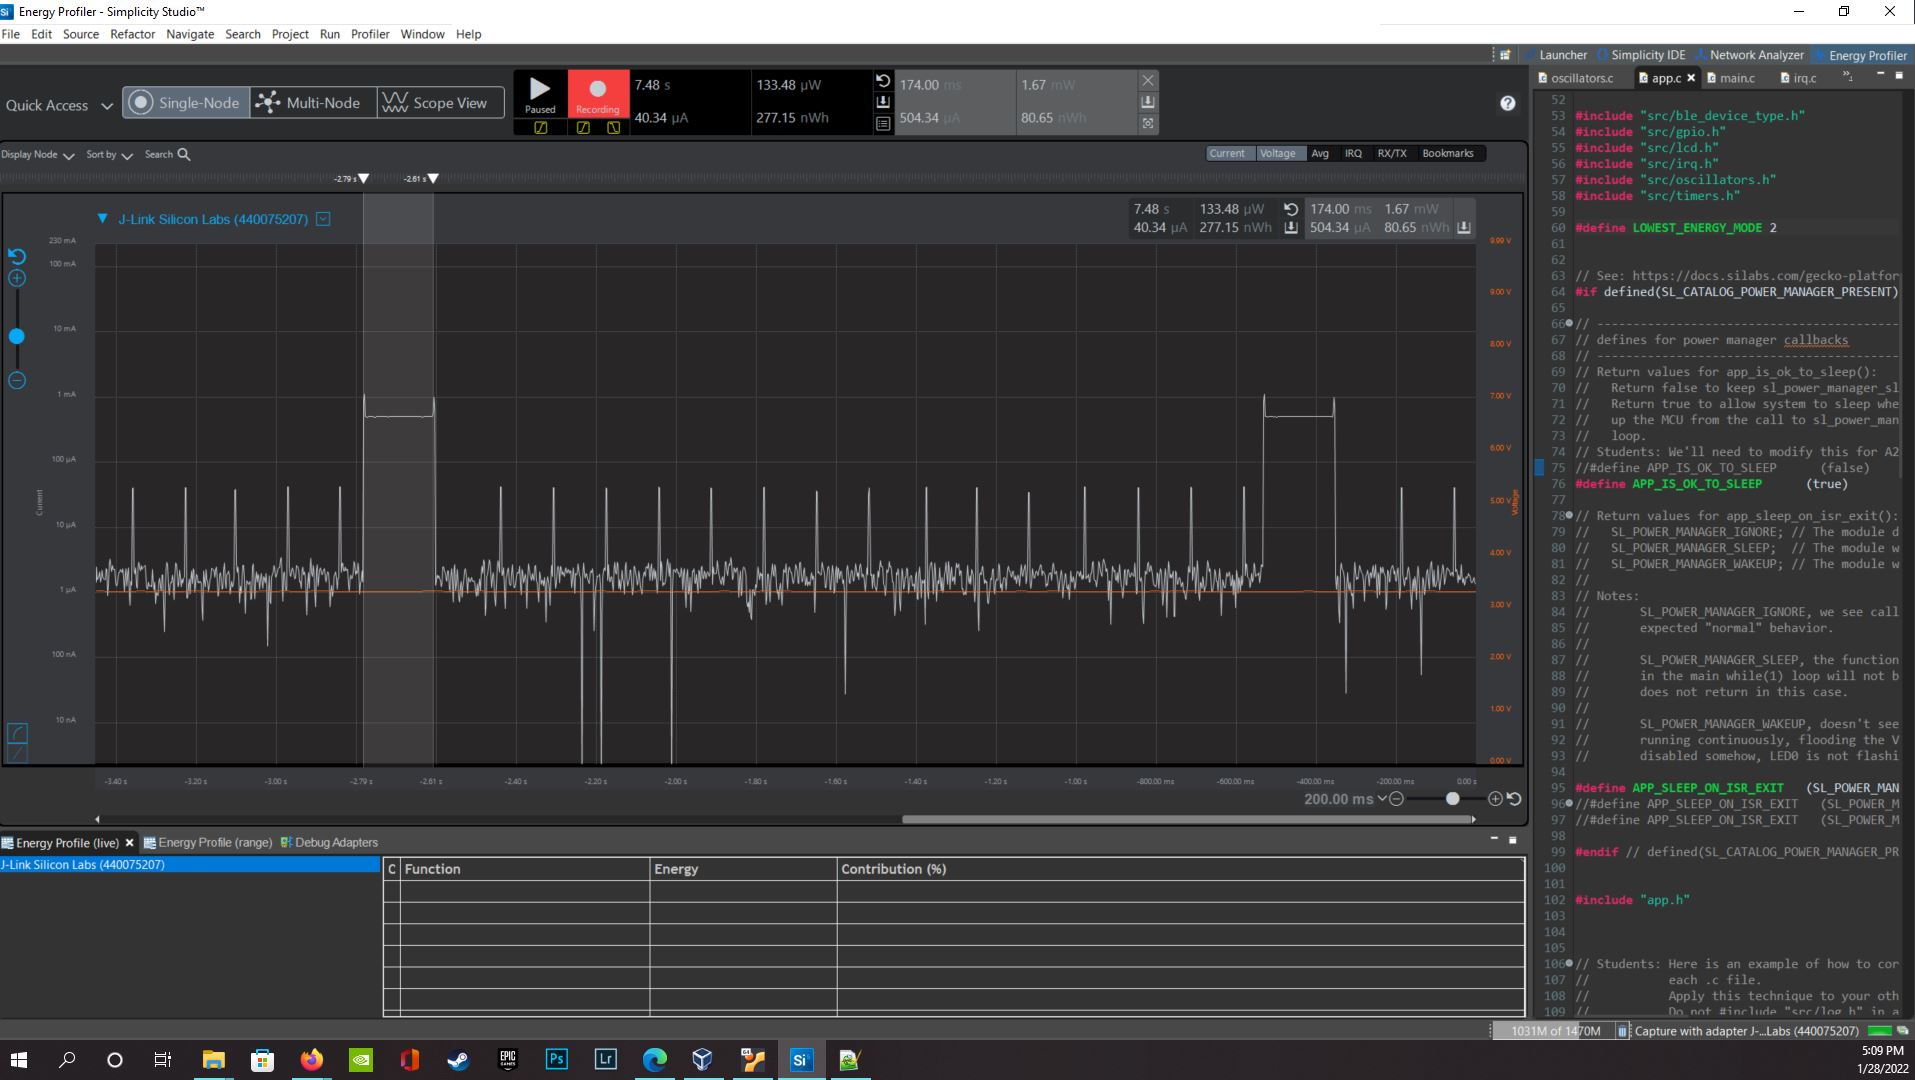 Energy Profiler - Simplicity Studio™
File Edit Source Refactor Navigate Search Project Run Profiler Window Help
Launcher Simplicity IDE Network Analyzer Energy Profiler
Quick Access Single-Node Multi-Node Scope View
Paused Recording
7.48 s 133.48 µW 174.00 ms 1.67 mW
40.34 µA 277.15 nWh 504.34 µA 80.65 nWh
Display Node Sort by Search
Current Voltage Avg IRQ RX/TX Bookmarks
-2.79 s -2.61 s
J-Link Silicon Labs (440075207)
7.48 s 133.48 µW 174.00 ms 1.67 mW
40.34 µA 277.15 nWh 504.34 µA 80.65 nWh
230 mA
100 mA
10 mA
1 mA
100 µA
10 µA
1 µA
100 nA
10 nA
Current
9.99 V
9.00 V
8.00 V
7.00 V
6.00 V
5.00 V
4.00 V
3.00 V
2.00 V
1.00 V
0.00 V
Voltage
-3.40 s -3.20 s -3.00 s -2.79 s -2.61 s -2.40 s -2.20 s -2.00 s -1.80 s -1.60 s -1.40 s -1.20 s -1.00 s -800.00 ms -600.00 ms -400.00 ms -200.00 ms 0.00 s
200.00 ms
Energy Profile (live) Energy Profile (range) Debug Adapters
J-Link Silicon Labs (440075207)
C Function Energy Contribution (%)
oscillators.c app.c main.c irq.c
52
53 #include "src/ble_device_type.h"
54 #include "src/gpio.h"
55 #include "src/lcd.h"
56 #include "src/irq.h"
57 #include "src/oscillators.h"
58 #include "src/timers.h"
59
60 #define LOWEST_ENERGY_MODE 2
61
62
63 // See: https://docs.silabs.com/gecko-platfor
64 #if defined(SL_CATALOG_POWER_MANAGER_PRESENT)
65
66 // ------------------------------------------
67 // defines for power manager callbacks
68 // ------------------------------------------
69 // Return values for app_is_ok_to_sleep():
70 // Return false to keep sl_power_manager_sl
71 // Return true to allow system to sleep whe
72 // up the MCU from the call to sl_power_man
73 // loop.
74 // Students: We'll need to modify this for A2
75 //#define APP_IS_OK_TO_SLEEP (false)
76 #define APP_IS_OK_TO_SLEEP (true)
77
78 // Return values for app_sleep_on_isr_exit():
79 // SL_POWER_MANAGER_IGNORE; // The module d
80 // SL_POWER_MANAGER_SLEEP; // The module w
81 // SL_POWER_MANAGER_WAKEUP; // The module w
82 //
83 // Notes:
84 // SL_POWER_MANAGER_IGNORE, we see call
85 // expected "normal" behavior.
86 //
87 // SL_POWER_MANAGER_SLEEP, the function
88 // in the main while(1) loop will not b
89 // does not return in this case.
90 //
91 // SL_POWER_MANAGER_WAKEUP, doesn't see
92 // running continuously, flooding the V
93 // disabled somehow, LED0 is not flashi
94
95 #define APP_SLEEP_ON_ISR_EXIT (SL_POWER_MAN
96 //#define APP_SLEEP_ON_ISR_EXIT (SL_POWER_M
97 //#define APP_SLEEP_ON_ISR_EXIT (SL_POWER_M
98
99 #endif // defined(SL_CATALOG_POWER_MANAGER_PR
100
101
102 #include "app.h"
103
104
105
106 // Students: Here is an example of how to cor
107 // each .c file.
108 // Apply this technique to your oth
109 // Do not #include "src/log.h" in a
1031M of 1470M Capture with adapter J-...Labs (440075207)
EPIC GAMES Ps Lr Si
5:09 PM
1/28/2022